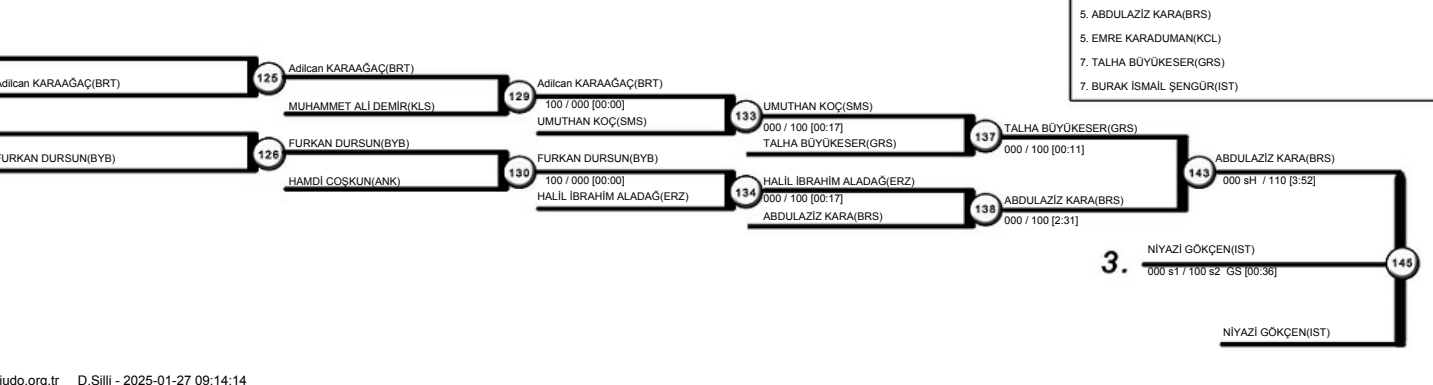 5. ABDULAZİZ KARA(BRS)
5. EMRE KARADUMAN(KCL)
7. TALHA BÜYÜKESER(GRS)
7. BURAK İSMAİL ŞENGÜR(IST)
Adilcan KARAAĞAÇ(BRT)
125
Adilcan KARAAĞAÇ(BRT)
MUHAMMET ALİ DEMİR(KLS)
129
Adilcan KARAAĞAÇ(BRT)
100 / 000 [00:00]
UMUTHAN KOÇ(SMS)
133
UMUTHAN KOÇ(SMS)
000 / 100 [00:17]
TALHA BÜYÜKESER(GRS)
137
TALHA BÜYÜKESER(GRS)
000 / 100 [00:11]
FURKAN DURSUN(BYB)
126
FURKAN DURSUN(BYB)
HAMDİ COŞKUN(ANK)
130
FURKAN DURSUN(BYB)
100 / 000 [00:00]
HALİL İBRAHİM ALADAĞ(ERZ)
134
HALİL İBRAHİM ALADAĞ(ERZ)
000 / 100 [00:17]
ABDULAZİZ KARA(BRS)
138
ABDULAZİZ KARA(BRS)
000 / 100 [2:31]
143
ABDULAZİZ KARA(BRS)
000 sH / 110 [3:52]
3.
NİYAZİ GÖKÇEN(IST)
000 s1 / 100 s2 GS [00:36]
145
NİYAZİ GÖKÇEN(IST)
judo.org.tr D.Silli - 2025-01-27 09:14:14